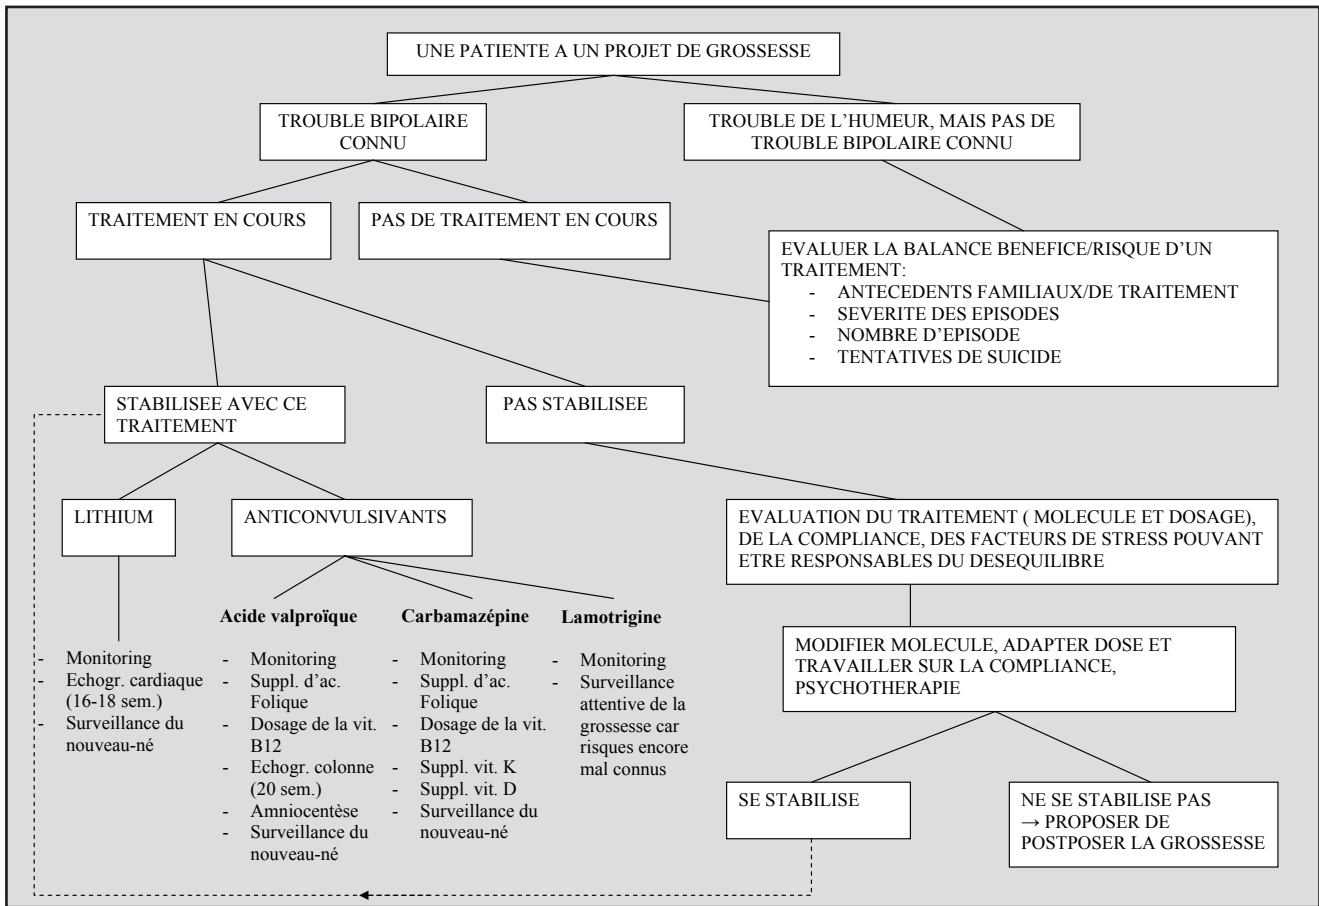 UNE PATIENTE A UN PROJET DE GROSSESSE
TROUBLE BIPOLAIRE
CONNU
TROUBLE DE L'HUMEUR, MAIS PAS DE
TROUBLE BIPOLAIRE CONNU
TRAITEMENT EN COURS
PAS DE TRAITEMENT EN COURS
EVALUER LA BALANCE BENEFICE/RISQUE D'UN
TRAITEMENT:
- ANTECEDENTS FAMILIAUX/DE TRAITEMENT
- SEVERITE DES EPISODES
- NOMBRE D'EPISODE
- TENTATIVES DE SUICIDE
STABILISEE AVEC CE
TRAITEMENT
PAS STABILISEE
LITHIUM
ANTICONVULSIVANTS
EVALUATION DU TRAITEMENT ( MOLECULE ET DOSAGE),
DE LA COMPLIANCE, DES FACTEURS DE STRESS POUVANT
ETRE RESPONSABLES DU DESEQUILIBRE
- Monitoring
- Echogr. cardiaque
(16-18 sem.)
- Surveillance du
nouveau-né
Acide valproïque
- Monitoring
- Suppl. d'ac.
Folique
- Dosage de la vit.
B12
- Echogr. colonne
(20 sem.)
- Amniocentèse
- Surveillance du
nouveau-né
Carbamazépine
- Monitoring
- Suppl. d'ac.
Folique
- Dosage de la vit.
B12
- Suppl. vit. K
- Suppl. vit. D
- Surveillance du
nouveau-né
Lamotrigine
- Monitoring
- Surveillance
attentive de la
grossesse car
risques encore
mal connus
MODIFIER MOLECULE, ADAPTER DOSE ET
TRAVAILLER SUR LA COMPLIANCE,
PSYCHOTHERAPIE
SE STABILISE
NE SE STABILISE PAS
→ PROPOSER DE
POSTPOSER LA GROSSESSE